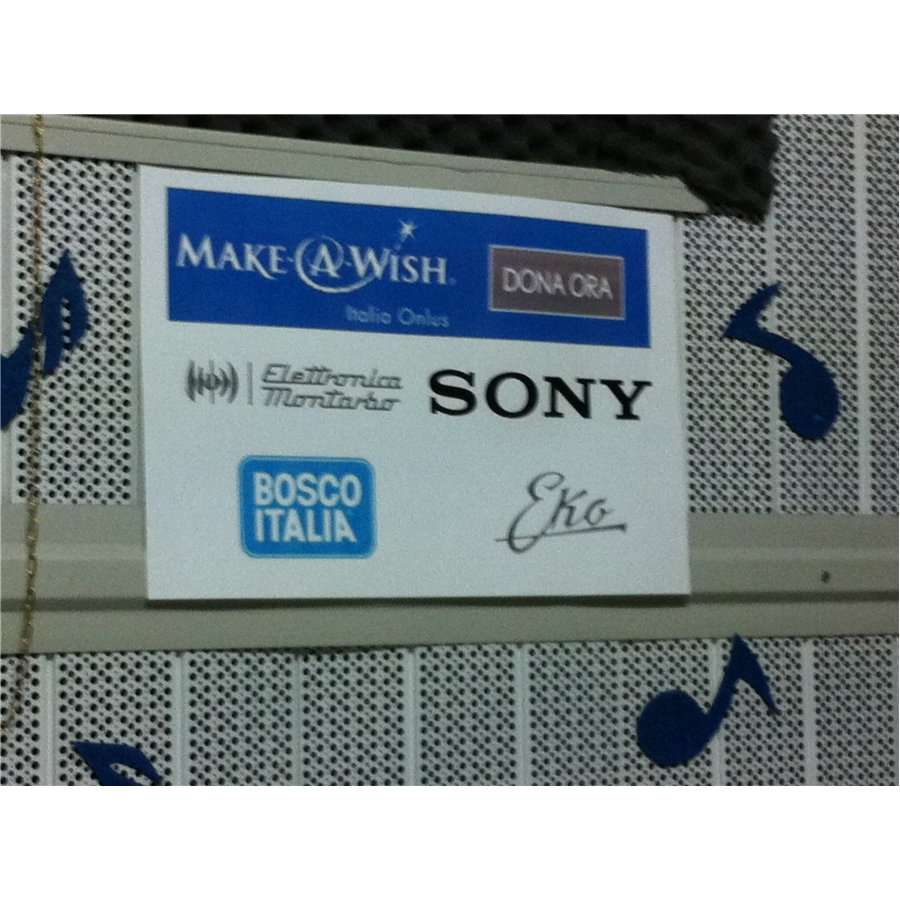 MAKE-A-WISH.
Italia Onlus
DONA ORA
Elettronica
Montarbo
SONY
BOSCO
ITALIA
Eko